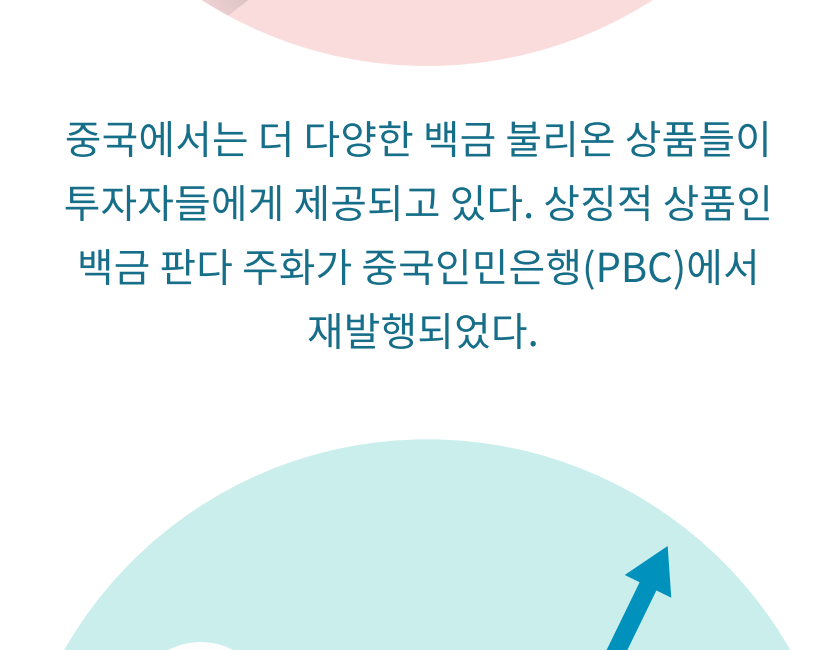 중국에서는 더 다양한 백금 불리온 상품들이
투자자들에게 제공되고 있다. 상징적 상품인
백금 판다 주화가 중국인민은행(PBC)에서
재발행되었다.